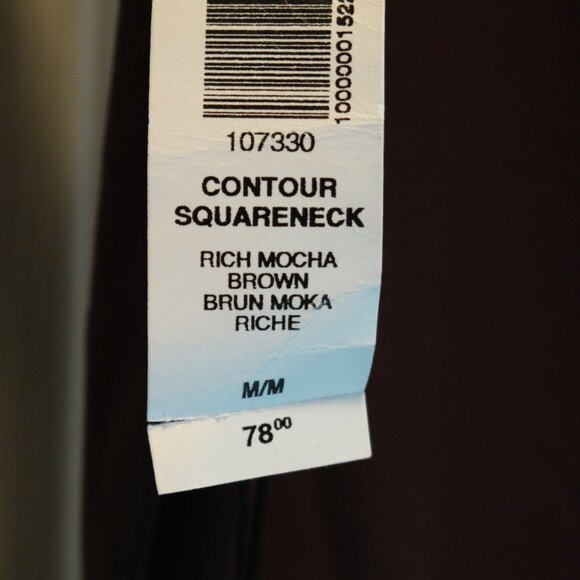 107330
CONTOUR
SQUARENECK
RICH MOCHA
BROWN
BRUN MOKA
RICHE
M/M
78⁰⁰